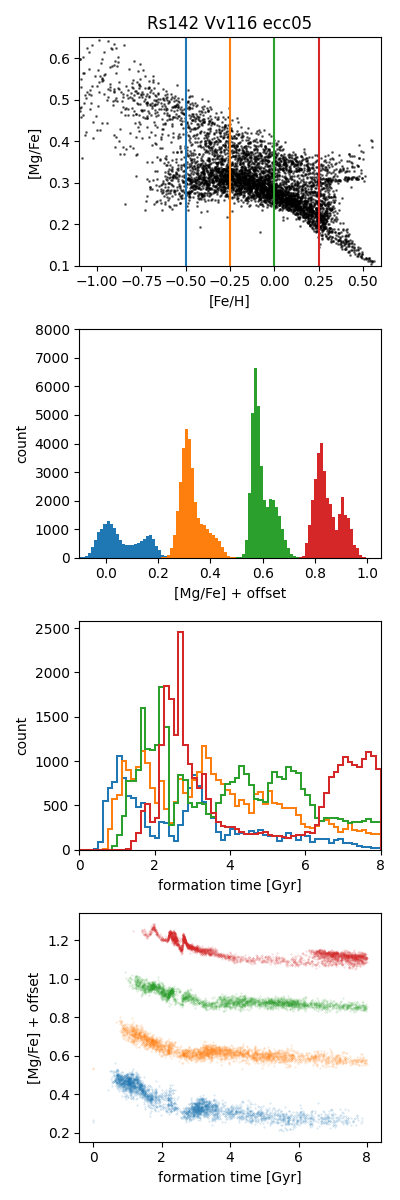 Rs142 Vv116 ecc05
0.6
0.5
0.4
0.3
0.2
0.1
[Mg/Fe]
−1.00 −0.75 −0.50 −0.25 0.00 0.25 0.50
[Fe/H]
8000
7000
6000
5000
4000
3000
2000
1000
0
count
0.0 0.2 0.4 0.6 0.8 1.0
[Mg/Fe] + offset
2500
2000
1500
1000
500
0
count
0 2 4 6 8
formation time [Gyr]
1.2
1.0
0.8
0.6
0.4
0.2
[Mg/Fe] + offset
0 2 4 6 8
formation time [Gyr]